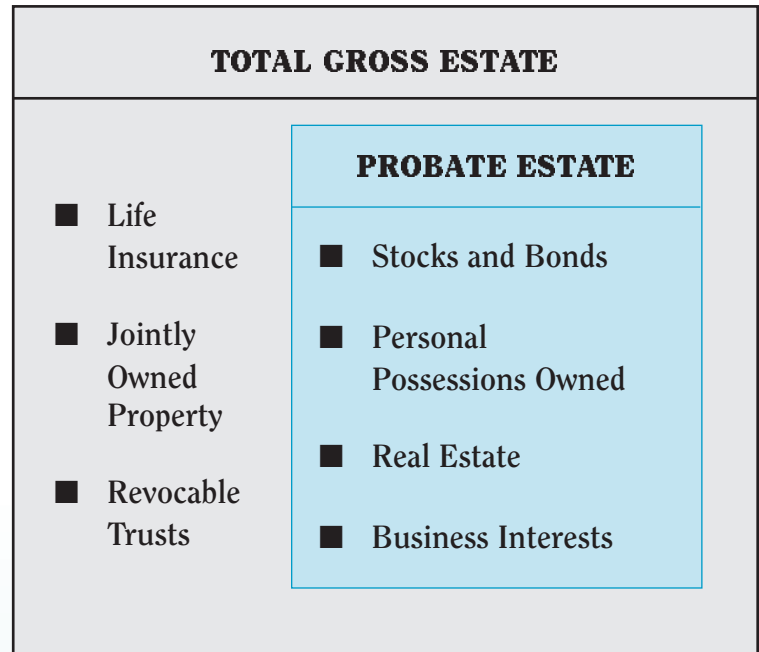 TOTAL GROSS ESTATE
■ Life
Insurance
■ Jointly
Owned
Property
■ Revocable
Trusts
PROBATE ESTATE
■ Stocks and Bonds
■ Personal
Possessions Owned
■ Real Estate
■ Business Interests